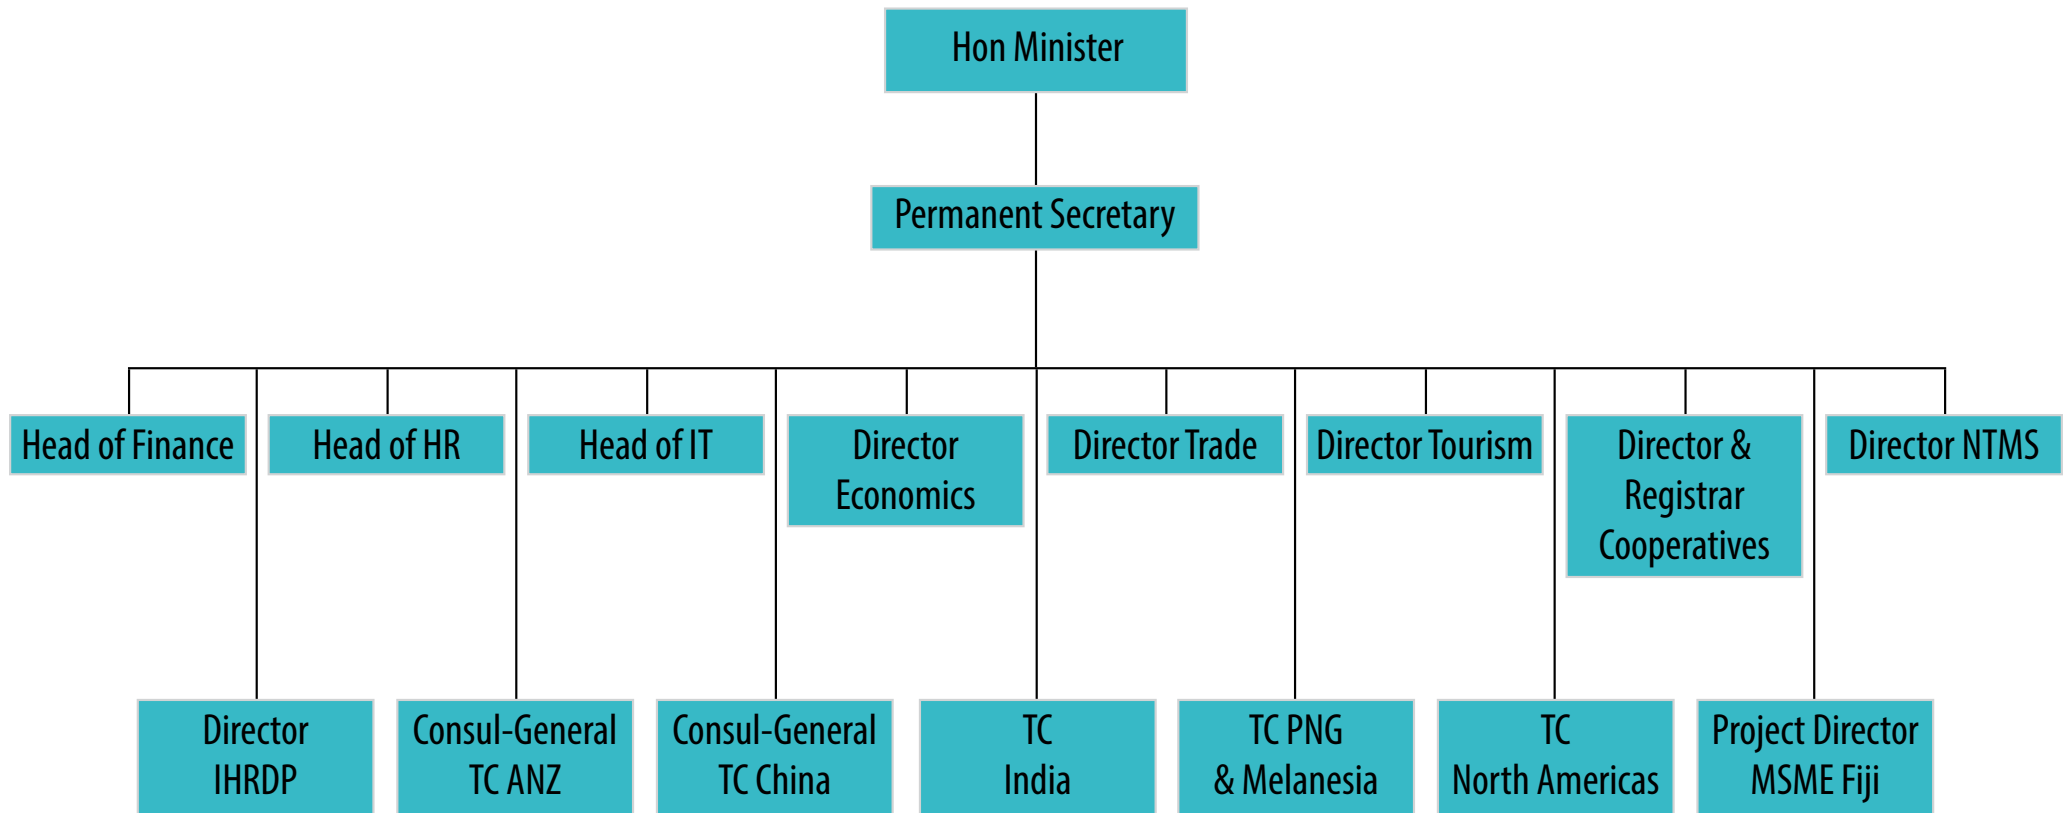 Hon Minister
Permanent Secretary
Head of Finance
Head of HR
Head of IT
Director
Economics
Director Trade
Director Tourism
Director &
Registrar
Cooperatives
Director NTMS
Director
IHRDP
Consul-General
TC ANZ
Consul-General
TC China
TC
India
TC PNG
& Melanesia
TC
North Americas
Project Director
MSME Fiji